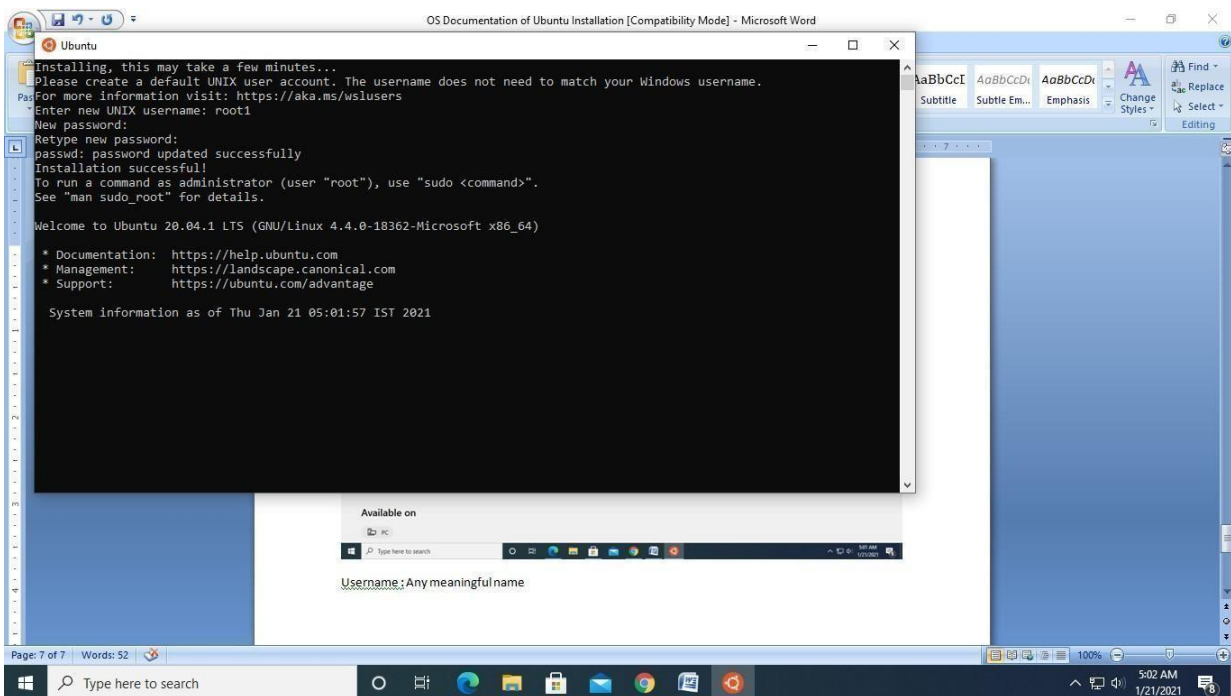 OS Documentation of Ubuntu Installation [Compatibility Mode] - Microsoft Word
Ubuntu
Installing, this may take a few minutes...
Please create a default UNIX user account. The username does not need to match your Windows username.
For more information visit: https://aka.ms/wslusers
Enter new UNIX username: root1
New password:
Retype new password:
passwd: password updated successfully
Installation successful!
To run a command as administrator (user "root"), use "sudo <command>".
See "man sudo_root" for details.
Welcome to Ubuntu 20.04.1 LTS (GNU/Linux 4.4.0-18362-Microsoft x86_64)
* Documentation: https://help.ubuntu.com
* Management: https://landscape.canonical.com
* Support: https://ubuntu.com/advantage
System information as of Thu Jan 21 05:01:57 IST 2021
AaBbCcI AaBbCcDc AaBbCcDc
Subtitle Subtle Em... Emphasis
Change
Styles
Find
Replace
Select
Editing
7
Available on
PC
Type here to search
5:01 AM
1/21/2021
Username : Any meaningful name
Page: 7 of 7 Words: 52 100%
Type here to search
5:02 AM
1/21/2021